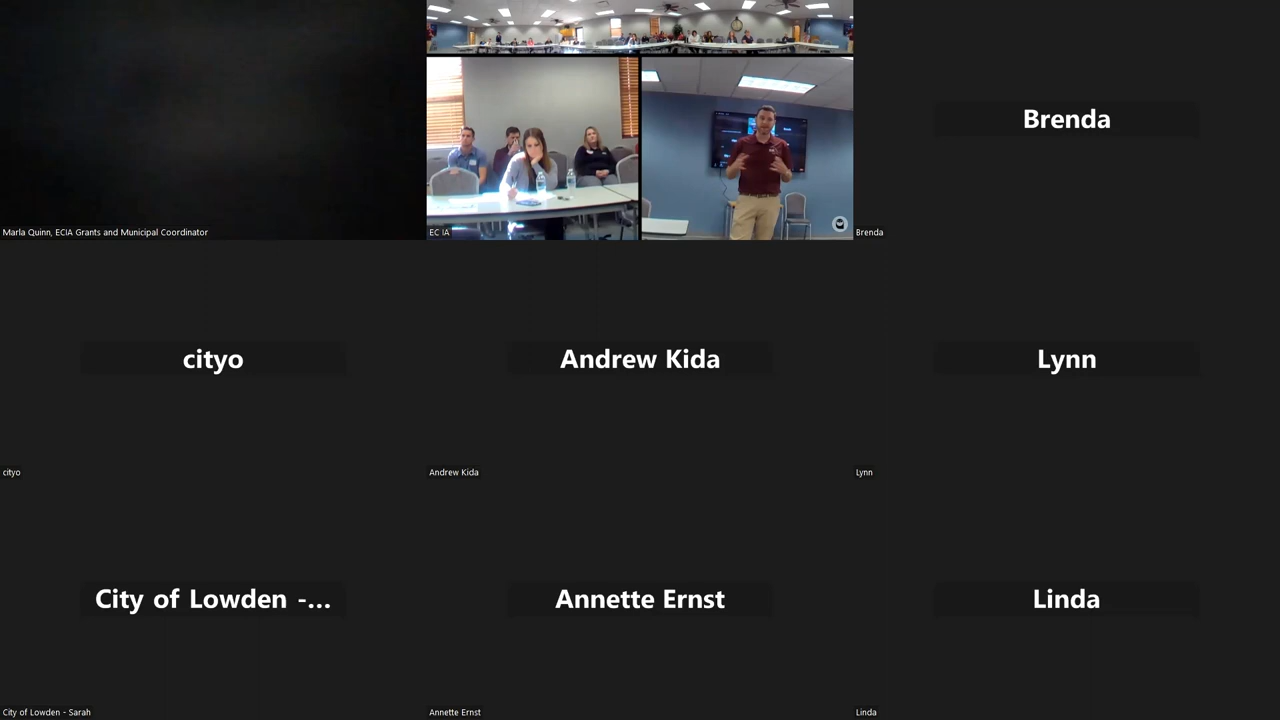 Marla Quinn, ECIA Grants and Municipal Coordinator
EC IA
Brenda
Brenda
cityo
cityo
Andrew Kida
Andrew Kida
Lynn
Lynn
City of Lowden -...
City of Lowden - Sarah
Annette Ernst
Annette Ernst
Linda
Linda